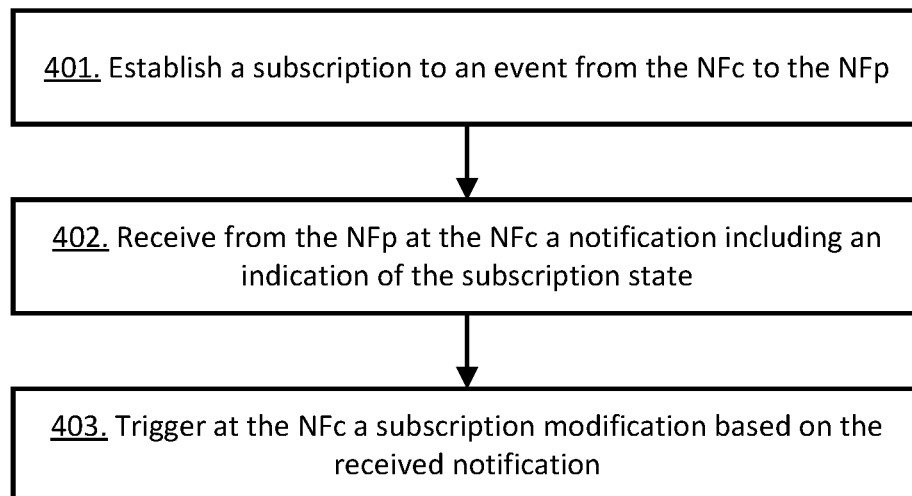 401. Establish a subscription to an event from the NFc to the NFp
402. Receive from the NFp at the NFc a notification including an
indication of the subscription state
403. Trigger at the NFc a subscription modification based on the
received notification